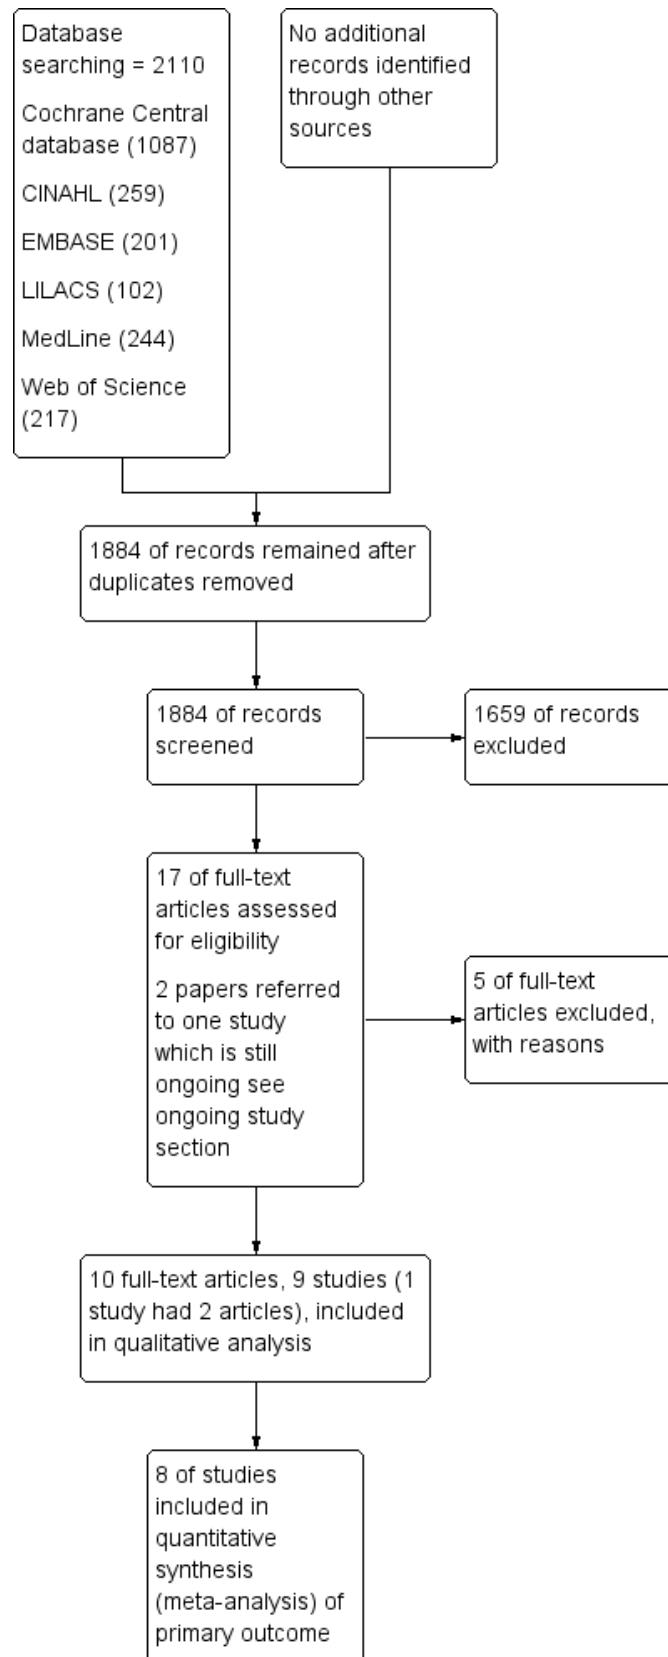 Database
searching = 2110
Cochrane Central
database (1087)
CINAHL (259)
EMBASE (201)
LILACS (102)
MedLine (244)
Web of Science
(217)
No additional
records identified
through other
sources
1884 of records remained after
duplicates removed
1884 of records
screened
1659 of records
excluded
17 of full-text
articles assessed
for eligibility
2 papers referred
to one study
which is still
ongoing see
ongoing study
section
5 of full-text
articles excluded,
with reasons
10 full-text articles, 9 studies (1
study had 2 articles), included
in qualitative analysis
8 of studies
included in
quantitative
synthesis
(meta-analysis) of
primary outcome